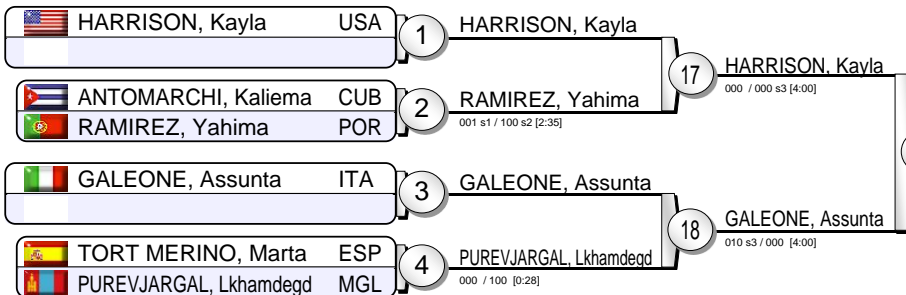 HARRISON, Kayla USA
1
HARRISON, Kayla
17
HARRISON, Kayla
000 / 000 s3 [4:00]
ANTOMARCHI, Kaliema CUB
RAMIREZ, Yahima POR
2
RAMIREZ, Yahima
001 s1 / 100 s2 [2:35]
GALEONE, Assunta ITA
3
GALEONE, Assunta
18
GALEONE, Assunta
010 s3 / 000 [4:00]
TORT MERINO, Marta ESP
PUREVJARGAL, Lkhamdegd MGL
4
PUREVJARGAL, Lkhamdegd
000 / 100 [0:28]